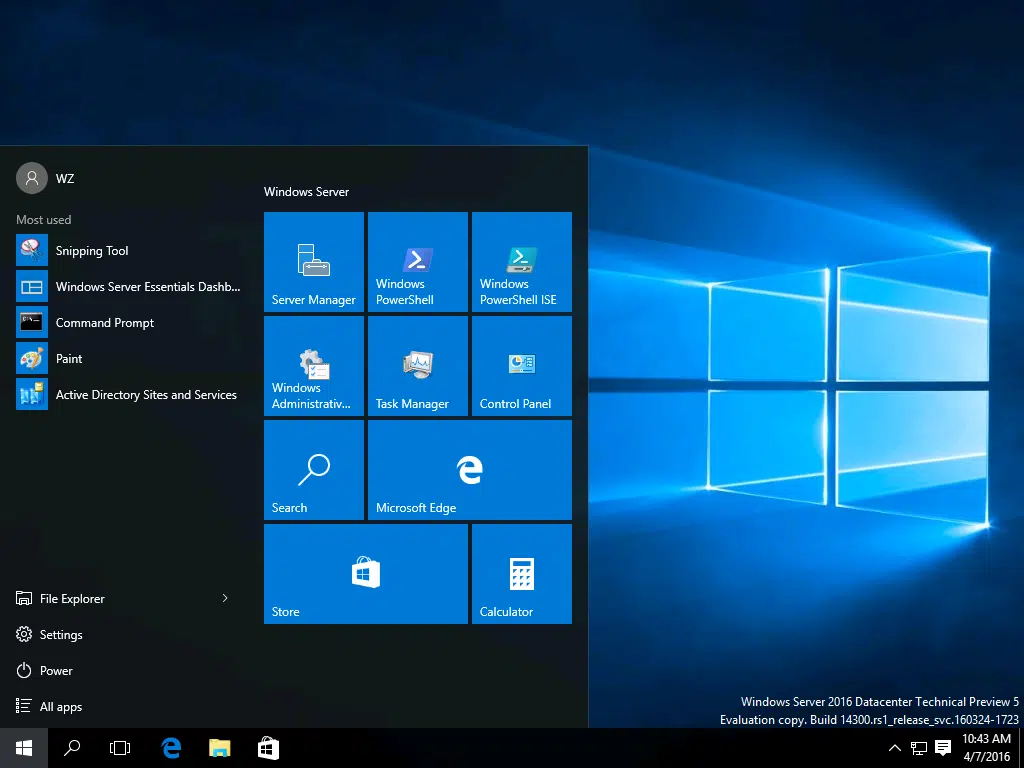 WZ
Most used
Snipping Tool
Windows Server Essentials Dashb...
Command Prompt
Paint
Active Directory Sites and Services
File Explorer
Settings
Power
All apps
Windows Server
Server Manager
Windows
PowerShell
Windows
PowerShell ISE
Windows
Administrativ...
Task Manager
Control Panel
Search
Microsoft Edge
Store
Calculator
Windows Server 2016 Datacenter Technical Preview 5
Evaluation copy. Build 14300.rs1_release_svc.160324-1723
10:43 AM
4/7/2016